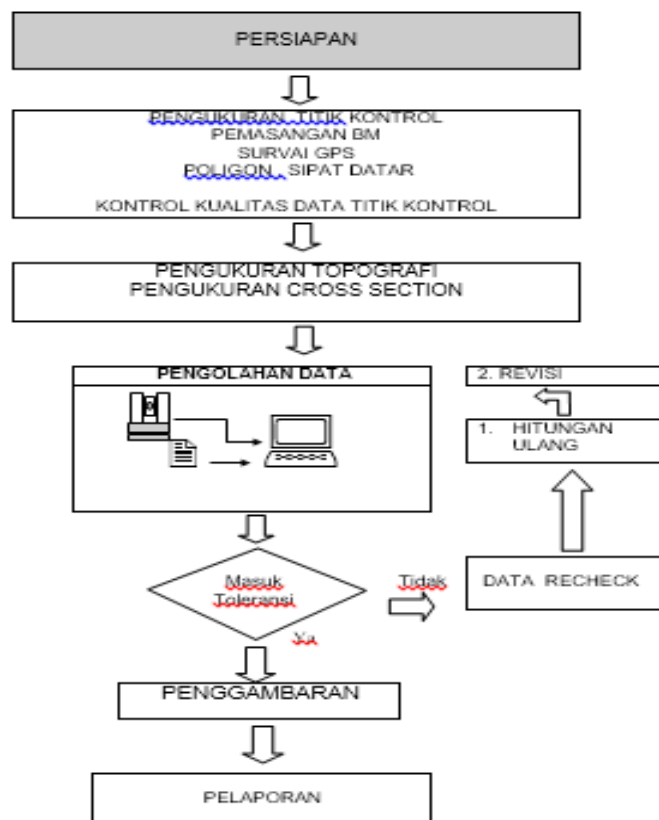 PERSIAPAN
PENGUKURAN TITIK KONTROL
PEMASANGAN BM
SURVAI GPS
POLIGON , SIPAT DATAR
KONTROL KUALITAS DATA TITIK KONTROL
PENGUKURAN TOPOGRAFI
PENGUKURAN CROSS SECTION
PENGOLAHAN DATA
2. REVISI
1. HITUNGAN
ULANG
Masuk
Toleransi
Tidak
DATA RECHECK
Ya
PENGGAMBARAN
PELAPORAN